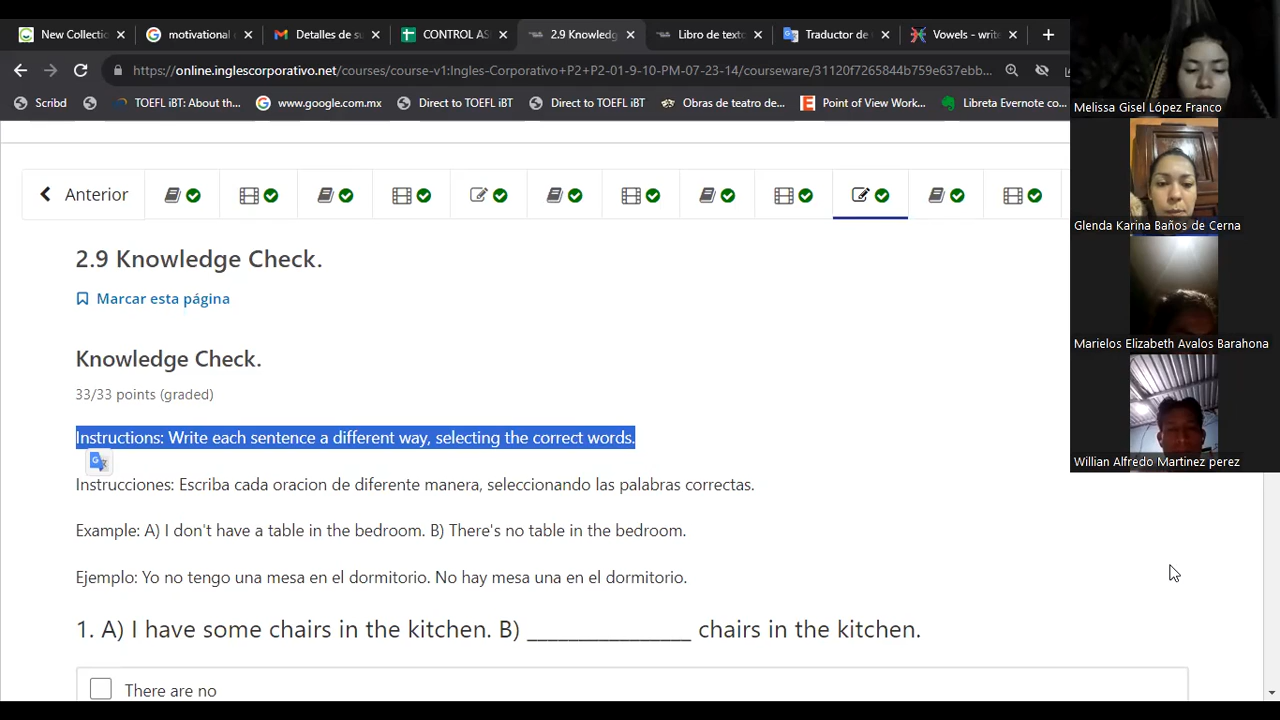 New Collectio
motivational
Detalles de su
CONTROL AS
2.9 Knowledg
Libro de texto
Traductor de
Vowels - write
https://online.inglescorporativo.net/courses/course-v1:Ingles-Corporativo+P2+P2-01-9-10-PM-07-23-14/courseware/31120f7265844b759e637ebb...
Scribd
TOEFL iBT: About th...
www.google.com.mx
Direct to TOEFL iBT
Direct to TOEFL iBT
Obras de teatro de...
Point of View Work...
Libreta Evernote co...
Melissa Gisel López Franco
Glenda Karina Baños de Cerna
Marielos Elizabeth Avalos Barahona
Willian Alfredo Martinez perez
Anterior
2.9 Knowledge Check.
Marcar esta página
Knowledge Check.
33/33 points (graded)
Instructions: Write each sentence a different way, selecting the correct words.
Instrucciones: Escriba cada oracion de diferente manera, seleccionando las palabras correctas.
Example: A) I don't have a table in the bedroom. B) There's no table in the bedroom.
Ejemplo: Yo no tengo una mesa en el dormitorio. No hay mesa una en el dormitorio.
1. A) I have some chairs in the kitchen. B) ________________ chairs in the kitchen.
There are no